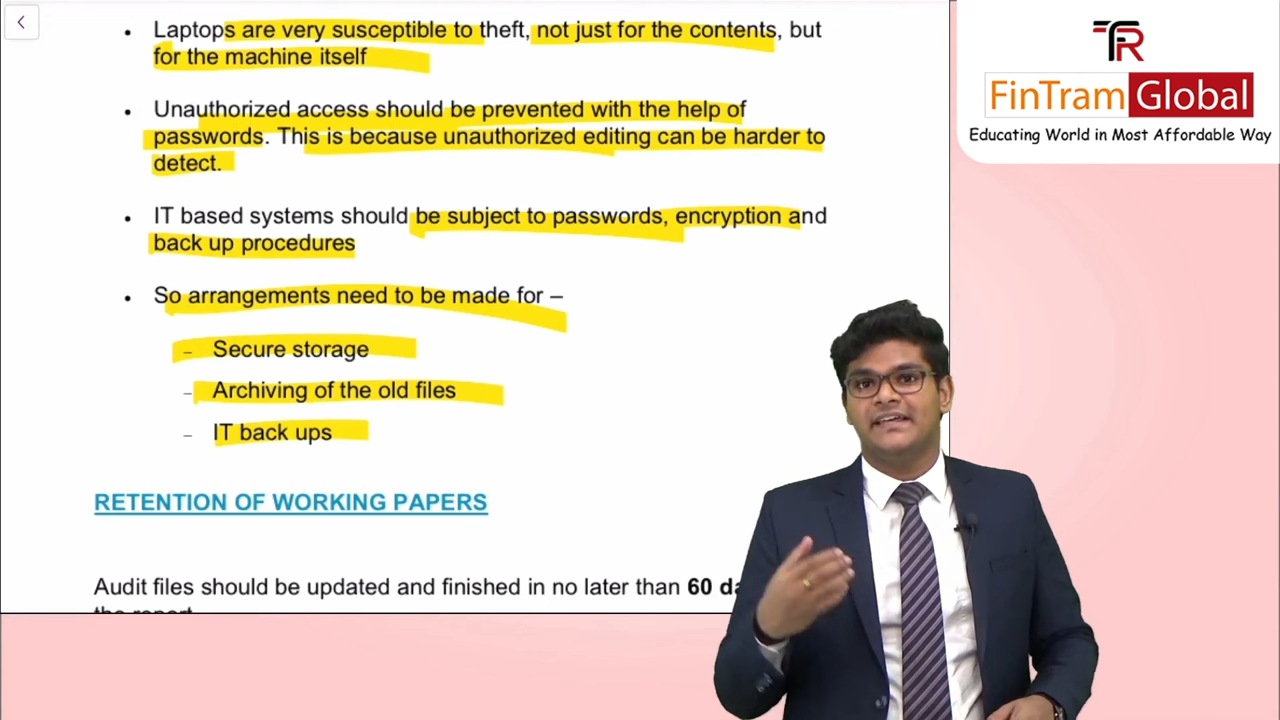 Laptops are very susceptible to theft, not just for the contents, but
for the machine itself
Unauthorized access should be prevented with the help of
passwords. This is because unauthorized editing can be harder to
detect.
IT based systems should be subject to passwords, encryption and
back up procedures
So arrangements need to be made for –
– Secure storage
– Archiving of the old files
– IT back ups
RETENTION OF WORKING PAPERS
Audit files should be updated and finished in no later than 60 da
the report
TR
FinTram Global
Educating World in Most Affordable Way